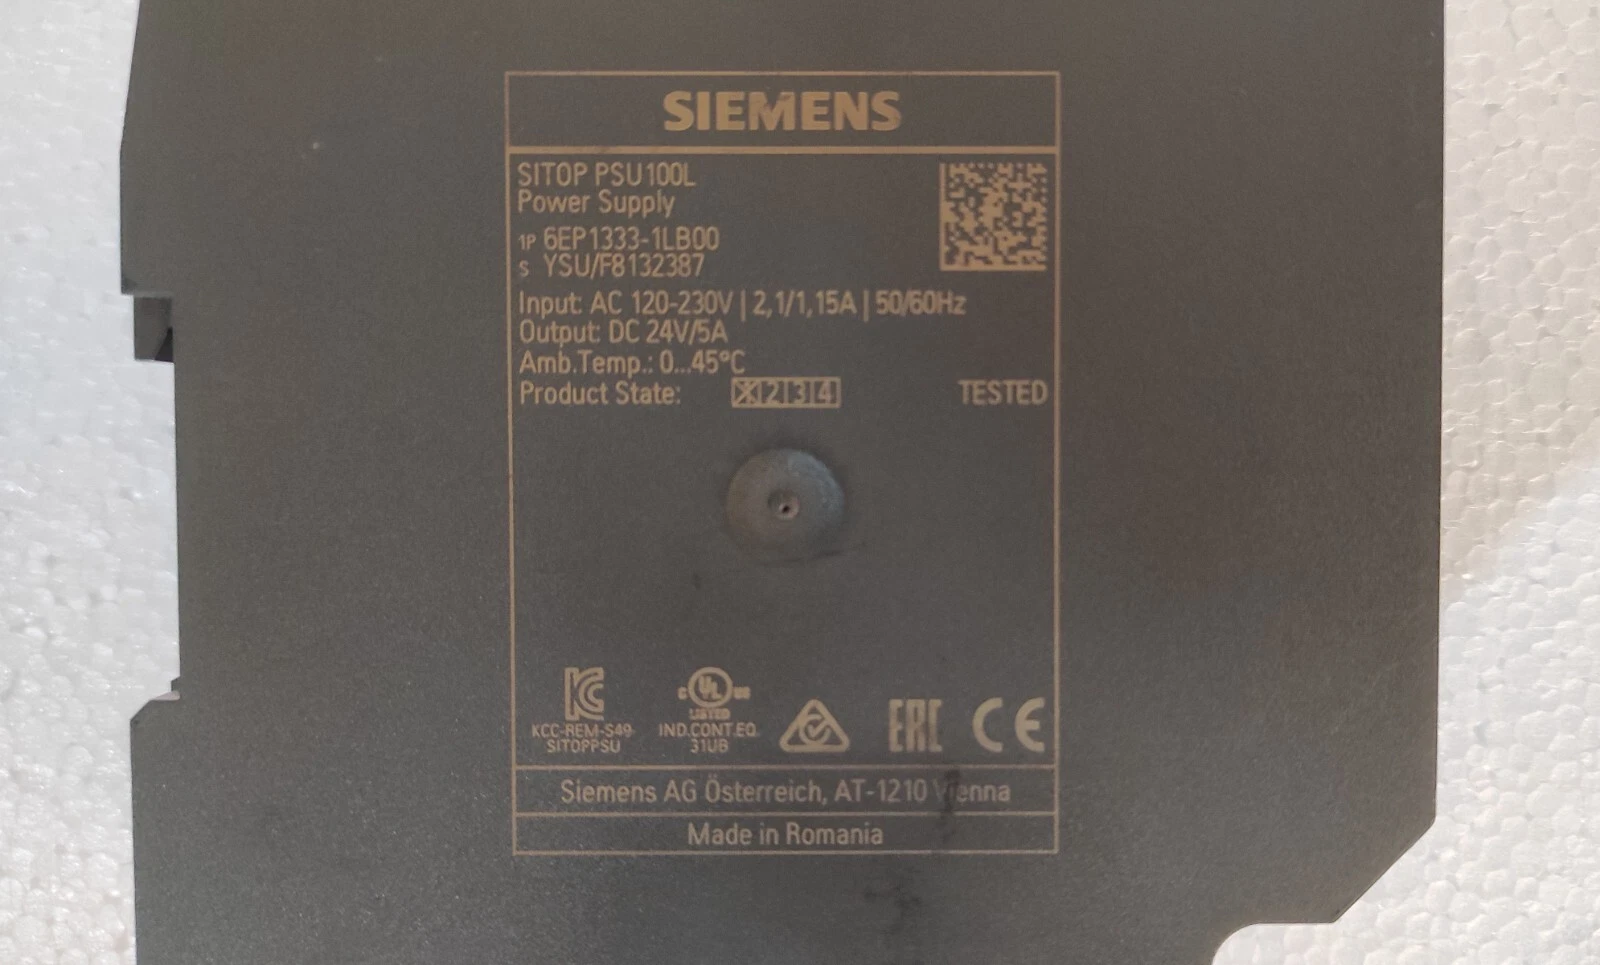 SIEMENS
SITOP PSU100L
Power Supply
1P 6EP1333-1LB00
S YSU/F8132387
Input: AC 120-230V | 2,1/1,15A | 50/60Hz
Output: DC 24V/5A
Amb.Temp.: 0...45°C
Product State: X|2|3|4 TESTED
KCC-REM-S49-
SITOPPSU
C UL US
LISTED
IND.CONT.EQ.
31UB
EAC
CE
Siemens AG Österreich, AT-1210 Vienna
Made in Romania